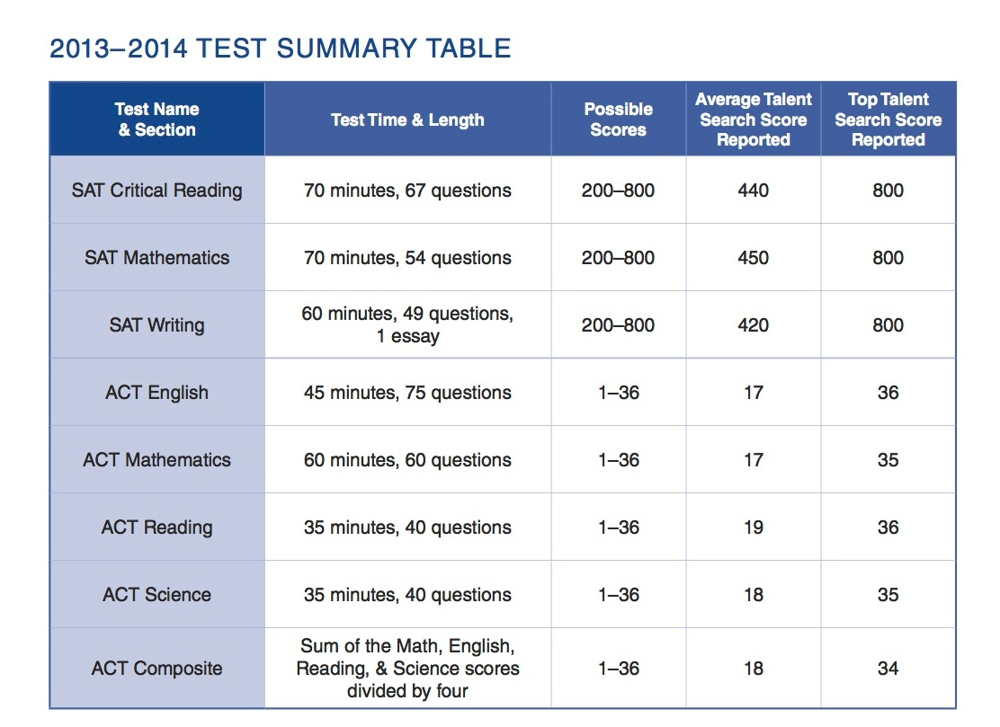 2013–2014 TEST SUMMARY TABLE
Test Name
& Section
Test Time & Length
Possible
Scores
Average Talent
Search Score
Reported
Top Talent
Search Score
Reported
SAT Critical Reading
70 minutes, 67 questions
200–800
440
800
SAT Mathematics
70 minutes, 54 questions
200–800
450
800
SAT Writing
60 minutes, 49 questions,
1 essay
200–800
420
800
ACT English
45 minutes, 75 questions
1–36
17
36
ACT Mathematics
60 minutes, 60 questions
1–36
17
35
ACT Reading
35 minutes, 40 questions
1–36
19
36
ACT Science
35 minutes, 40 questions
1–36
18
35
ACT Composite
Sum of the Math, English,
Reading, & Science scores
divided by four
1–36
18
34